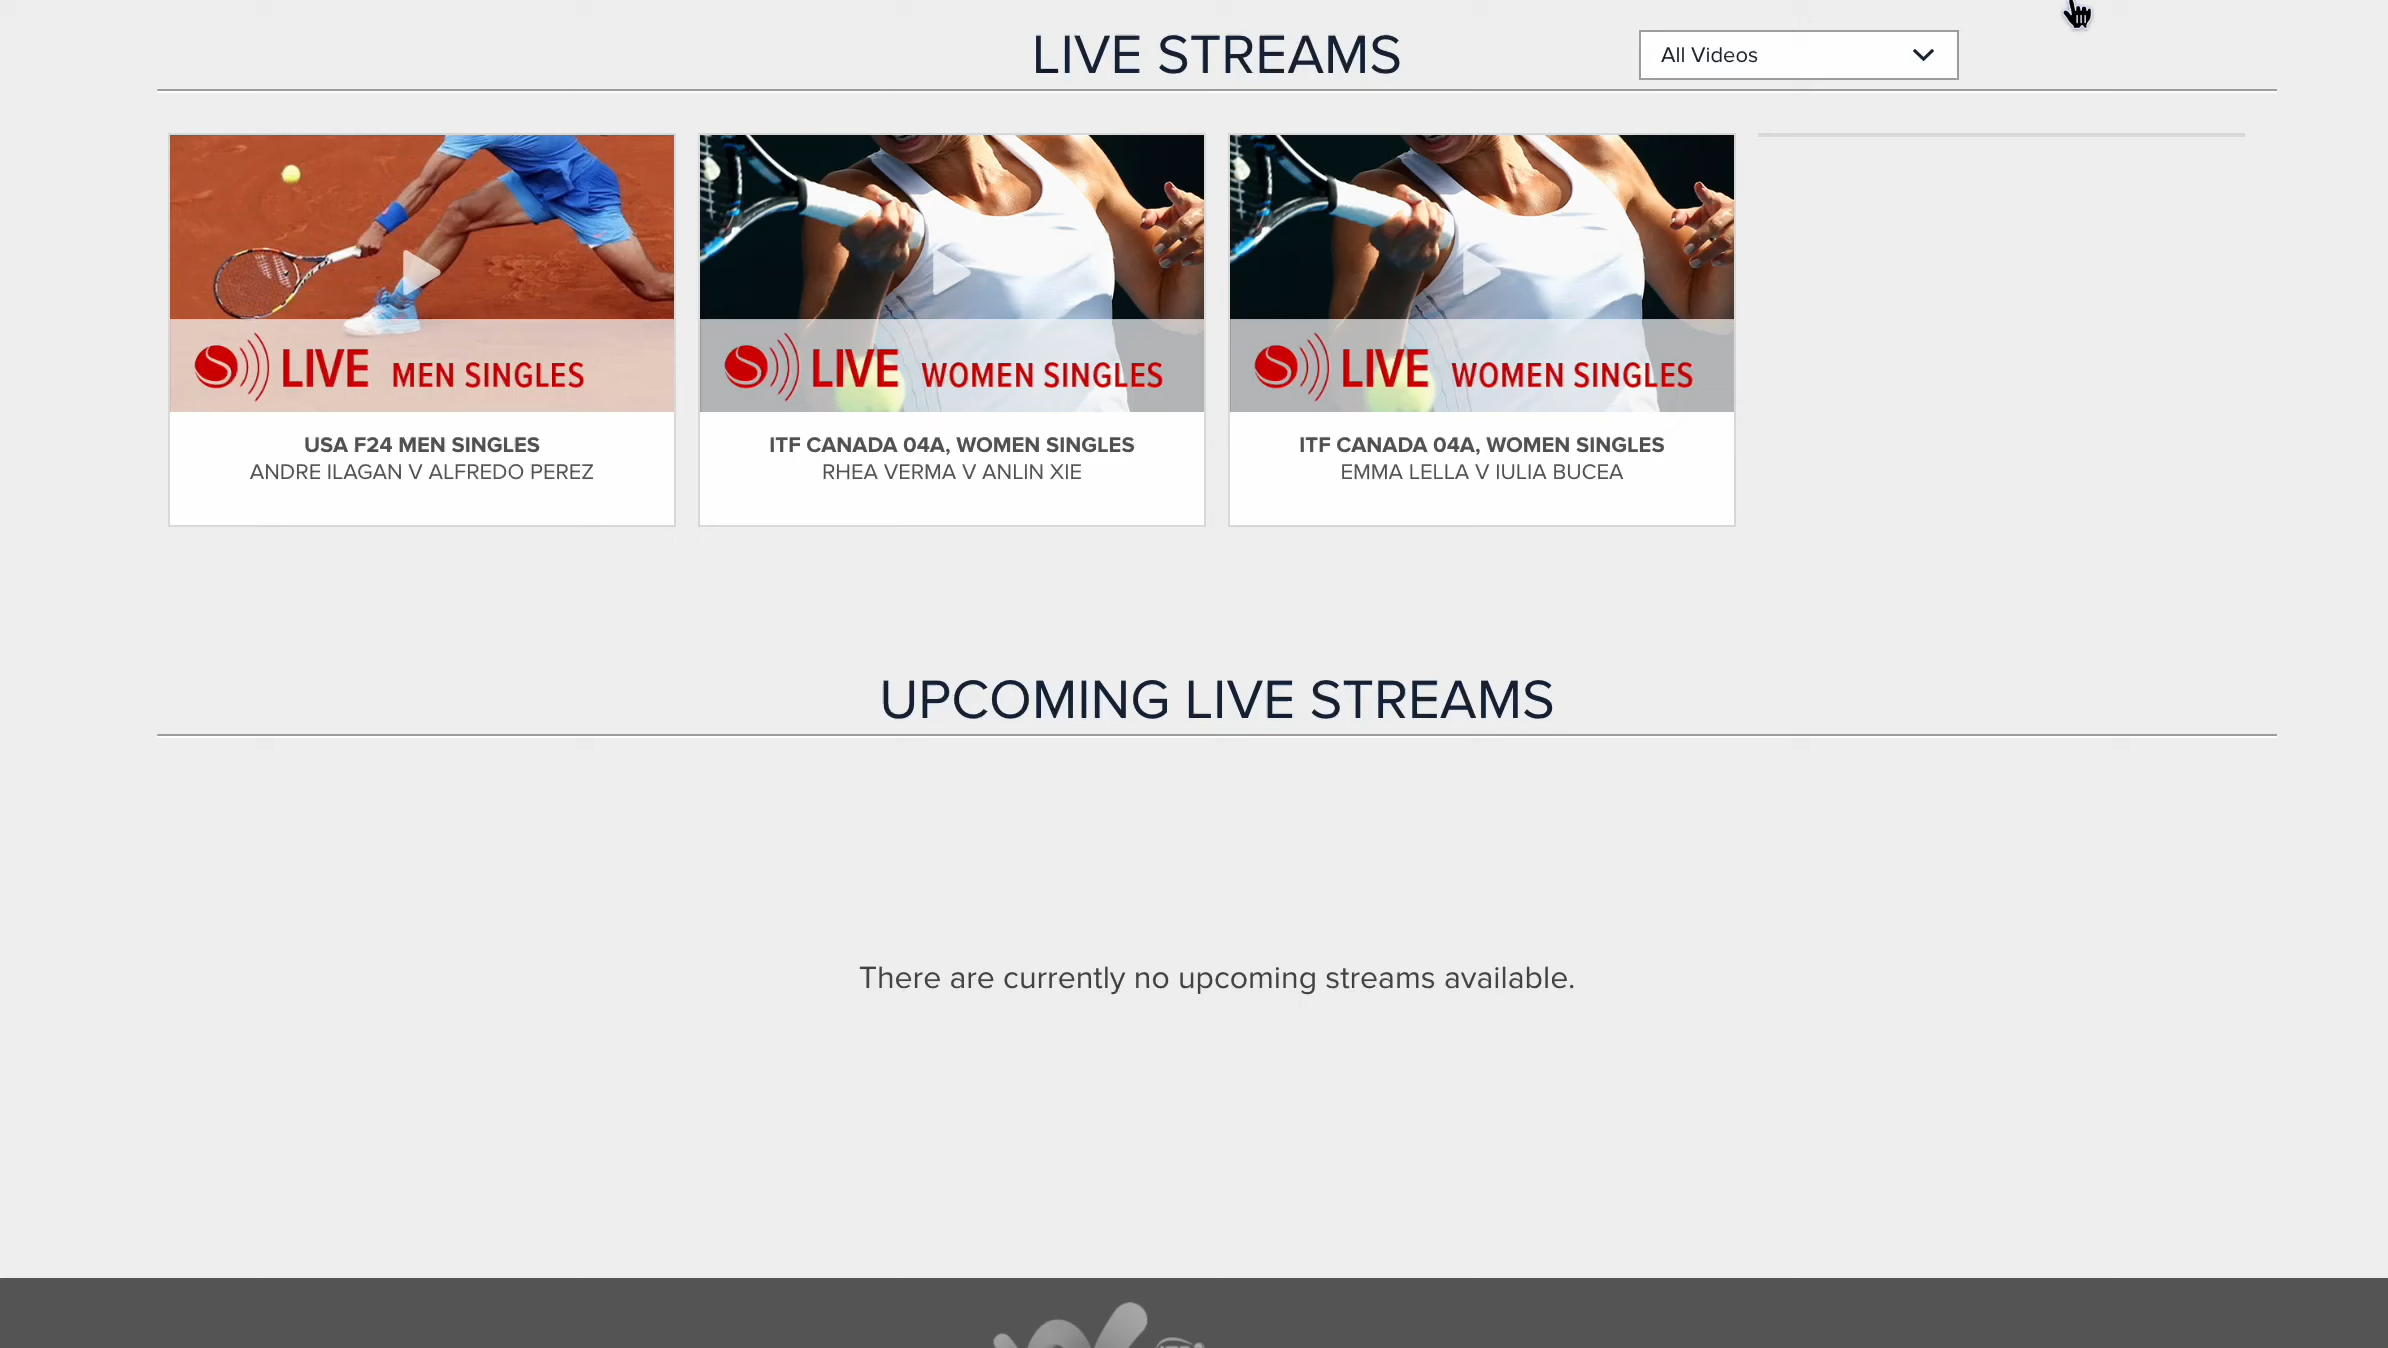 LIVE STREAMS
All Videos
LIVE MEN SINGLES
USA F24 MEN SINGLES
ANDRE ILAGAN V ALFREDO PEREZ
LIVE WOMEN SINGLES
ITF CANADA 04A, WOMEN SINGLES
RHEA VERMA V ANLIN XIE
LIVE WOMEN SINGLES
ITF CANADA 04A, WOMEN SINGLES
EMMA LELLA V IULIA BUCEA
UPCOMING LIVE STREAMS
There are currently no upcoming streams available.